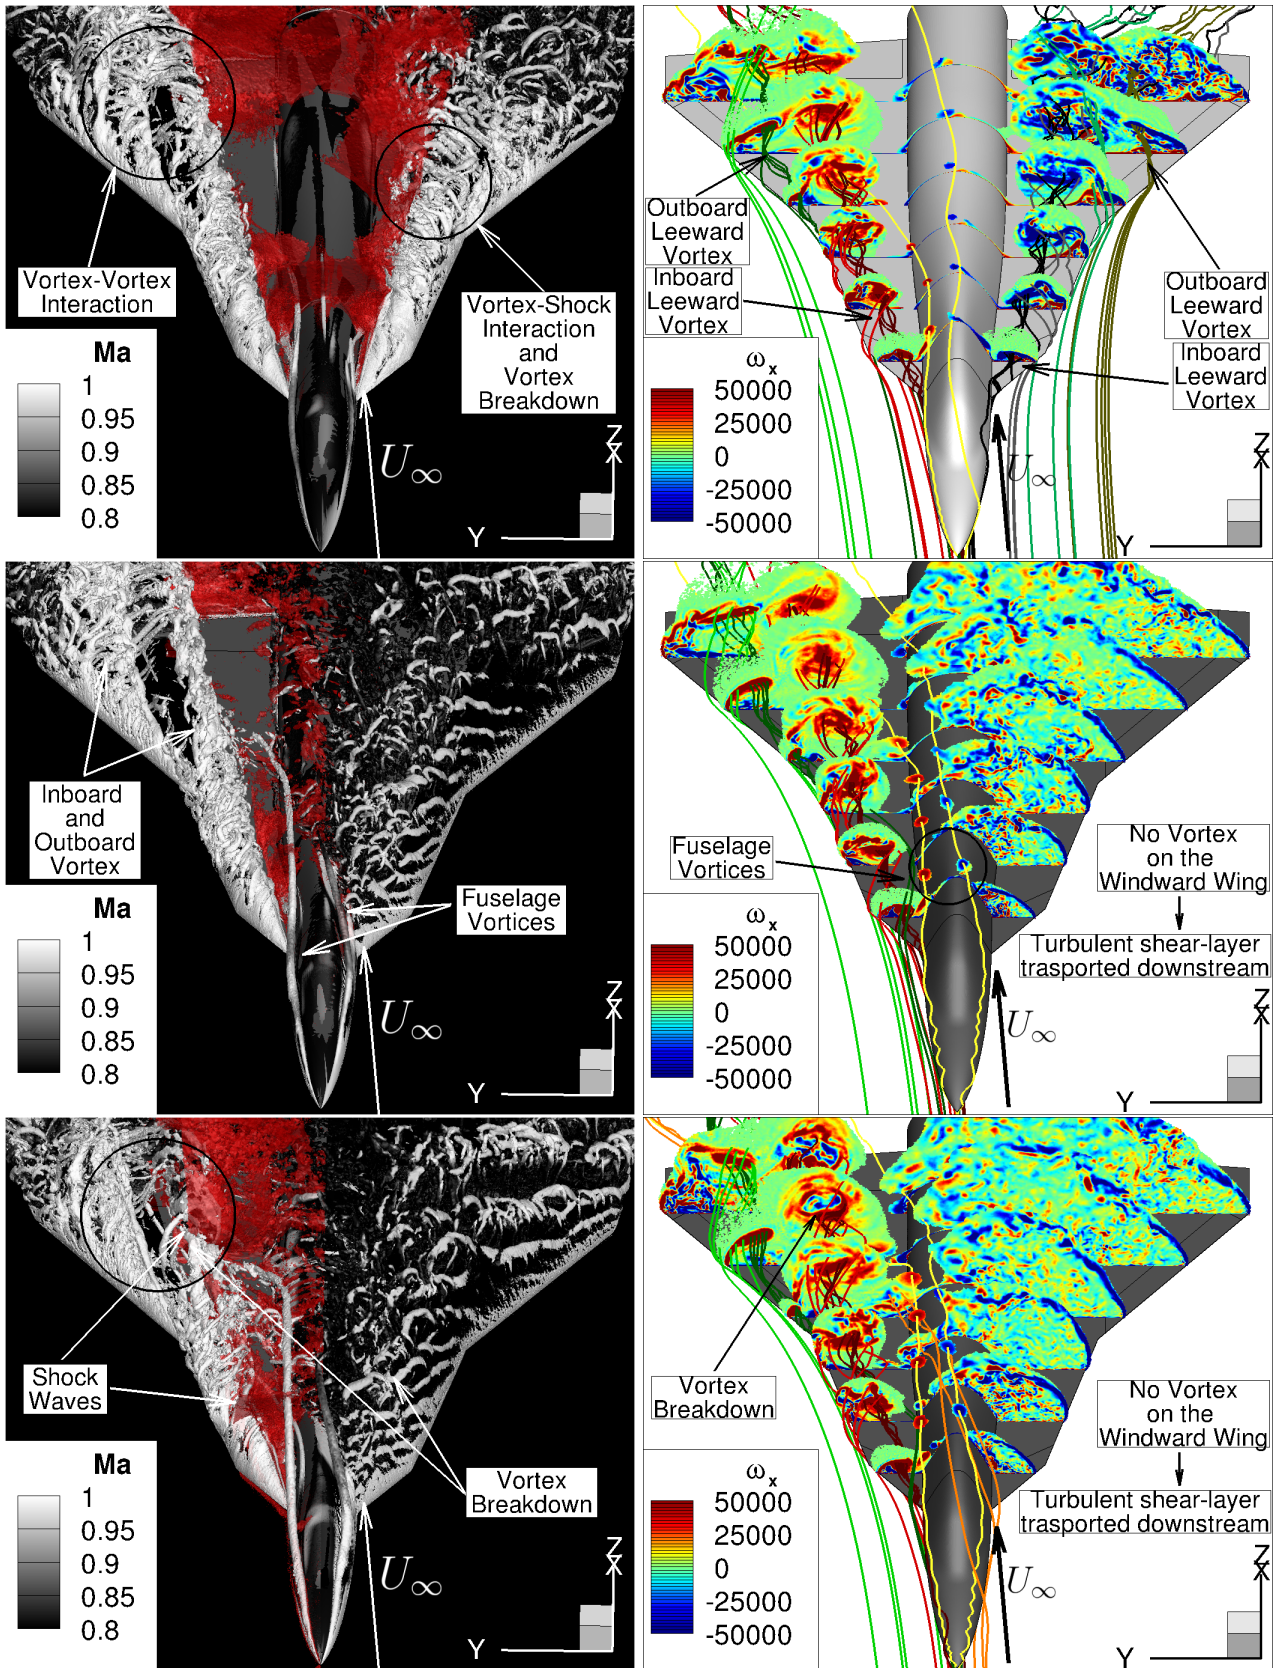 Vortex-Vortex
Interaction
Vortex-Shock
Interaction
and
Vortex
Breakdown
Ma
1
0.95
0.9
0.85
0.8
U∞
Z
X
Y
Outboard
Leeward
Vortex
Inboard
Leeward
Vortex
Outboard
Leeward
Vortex
Inboard
Leeward
Vortex
ωx
50000
25000
0
-25000
-50000
U∞
Z
X
Y
Inboard
and
Outboard
Vortex
Fuselage
Vortices
Ma
1
0.95
0.9
0.85
0.8
U∞
Z
X
Y
Fuselage
Vortices
No Vortex
on the
Windward Wing
Turbulent shear-layer
trasported downstream
ωx
50000
25000
0
-25000
-50000
U∞
Z
X
Y
Shock
Waves
Vortex
Breakdown
Ma
1
0.95
0.9
0.85
0.8
U∞
Z
X
Y
Vortex
Breakdown
No Vortex
on the
Windward Wing
Turbulent shear-layer
trasported downstream
ωx
50000
25000
0
-25000
-50000
U∞
Z
X
Y